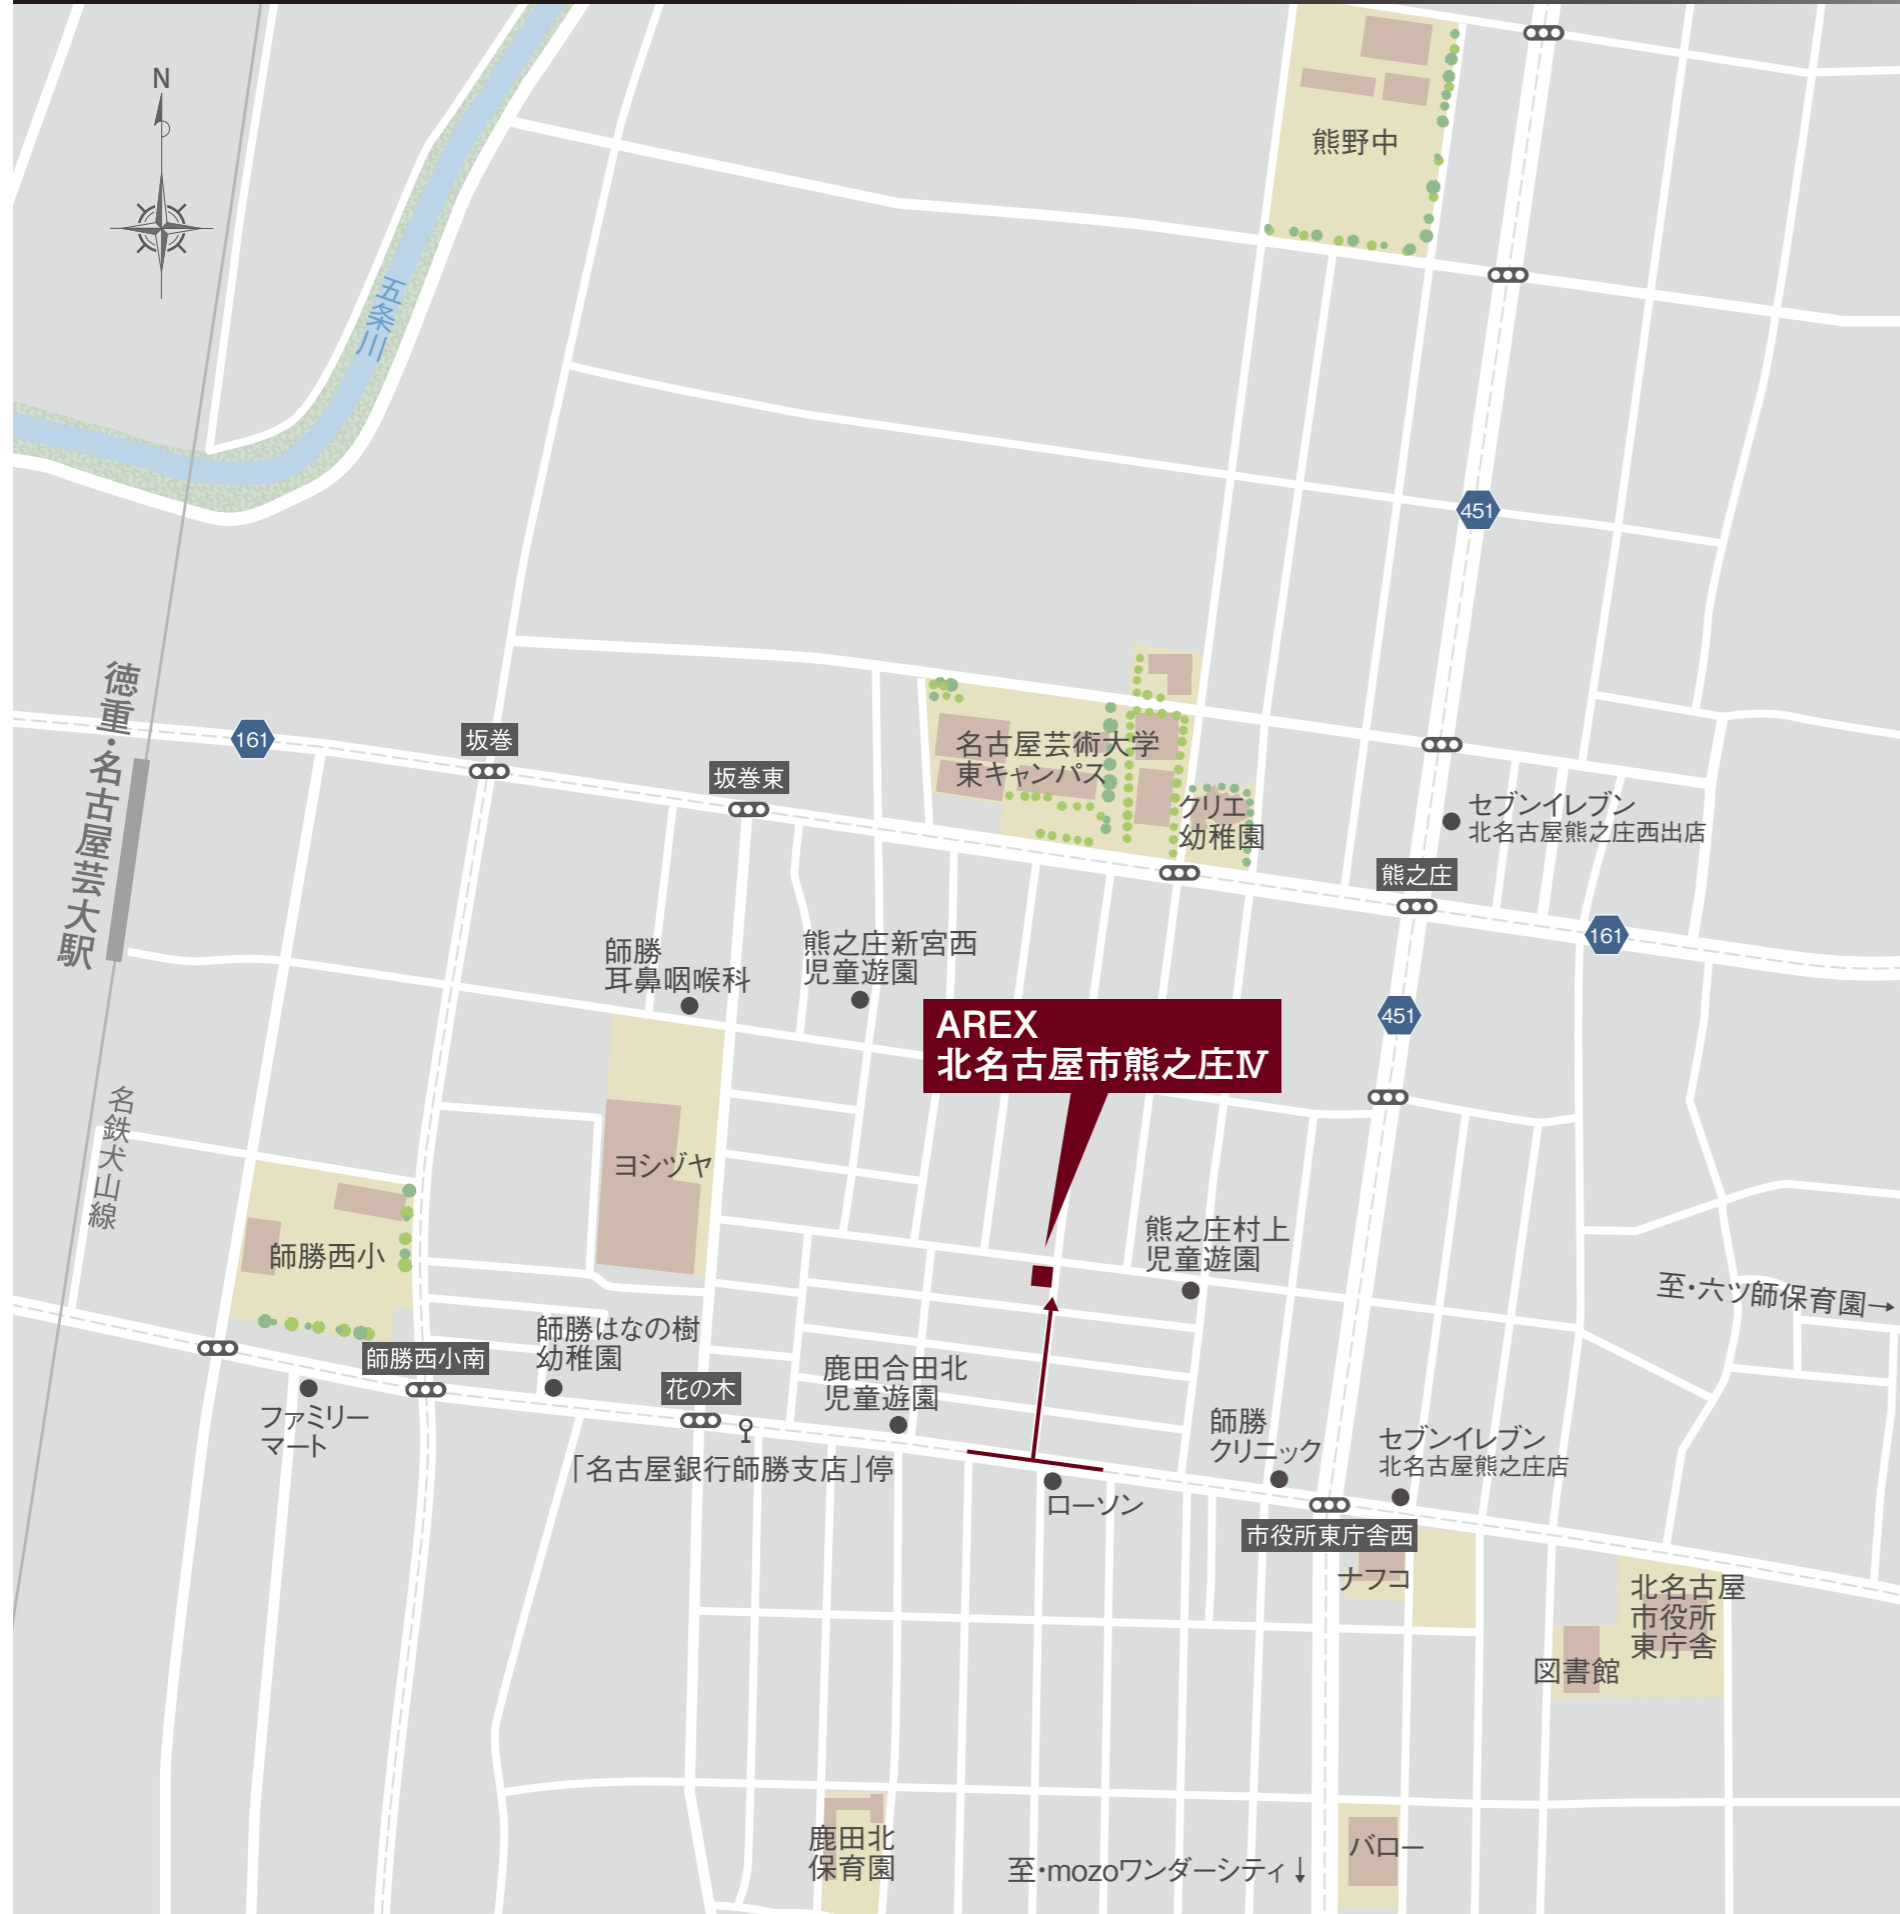 N
熊野中
五条川
451
徳重・名古屋芸大駅
161
坂巻
坂巻東
名古屋芸術大学
東キャンパス
クリエ
幼稚園
セブンイレブン
北名古屋熊之庄西出店
熊之庄
161
師勝
耳鼻咽喉科
熊之庄新宮西
児童遊園
AREX
北名古屋市熊之庄Ⅳ
451
名鉄犬山線
ヨシヅヤ
師勝西小
熊之庄村上
児童遊園
至・六ツ師保育園→
師勝西小南
師勝はなの樹
幼稚園
花の木
鹿田合田北
児童遊園
ファミリー
マート
「名古屋銀行師勝支店」停
師勝
クリニック
セブンイレブン
北名古屋熊之庄店
ローソン
市役所東庁舎西
ナフコ
北名古屋
市役所
東庁舎
図書館
鹿田北
保育園
至・mozoワンダーシティ↓
バロー